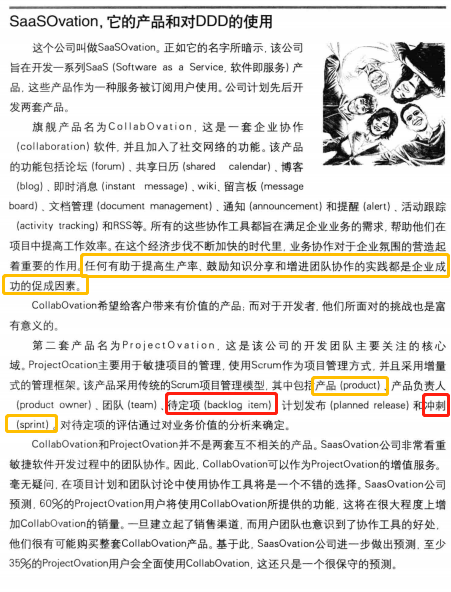 SaaSOvation，它的产品和对DDD的使用
这个公司叫做SaaSOvation。正如它的名字所暗示，该公司
旨在开发一系列SaaS (Software as a Service, 软件即服务) 产
品，这些产品作为一种服务被订阅用户使用。公司计划先后开
发两套产品。
旗舰产品名为CollabOvation，这是一套企业协作
(collaboration) 软件，并且加入了社交网络的功能。该产品
的功能包括论坛 (forum)、共享日历 (shared calendar)、博客
(blog)、即时消息 (instant message)、wiki、留言板 (message
board)、文档管理 (document management)、通知 (announcement) 和提醒 (alert)、活动跟踪
(activity tracking) 和RSS等。所有的这些协作工具都旨在满足企业业务的需求，帮助他们在
项目中提高工作效率。在这个经济步伐不断加快的时代里，业务协作对于企业氛围的营造起
着重要的作用。任何有助于提高生产率、鼓励知识分享和增进团队协作的实践都是企业成
功的促成因素。
CollabOvation希望给客户带来有价值的产品；而对于开发者，他们所面对的挑战也是富
有意义的。
第二套产品名为ProjectOvation，这是该公司的开发团队主要关注的核心
域。ProjectOcation主要用于敏捷项目的管理，使用Scrum作为项目管理方式，并且采用增量
式的管理框架。该产品采用传统的Scrum项目管理模型，其中包括产品 (product)、产品负责人
(product owner)、团队 (team)、待定项 (backlog item)、计划发布 (planned release) 和冲刺
(sprint)。对待定项的评估通过对业务价值的分析来确定。
CollabOvation和ProjectOvation并不是两套互不相关的产品。SaasOvation公司非常看重
敏捷软件开发过程中的团队协作。因此，CollabOvation可以作为ProjectOvation的增值服务。
毫无疑问，在项目计划和团队讨论中使用协作工具将是一个不错的选择。SaasOvation公司
预测，60%的ProjectOvation用户将使用CollabOvation所提供的功能，这将在很大程度上增
加CollabOvation的销量。一旦建立起了销售渠道，而用户团队也意识到了协作工具的好处，
他们很有可能购买整套CollabOvation产品。基于此，SaasOvation公司进一步做出预测，至少
35%的ProjectOvation用户会全面使用CollabOvation，这还只是一个很保守的预测。